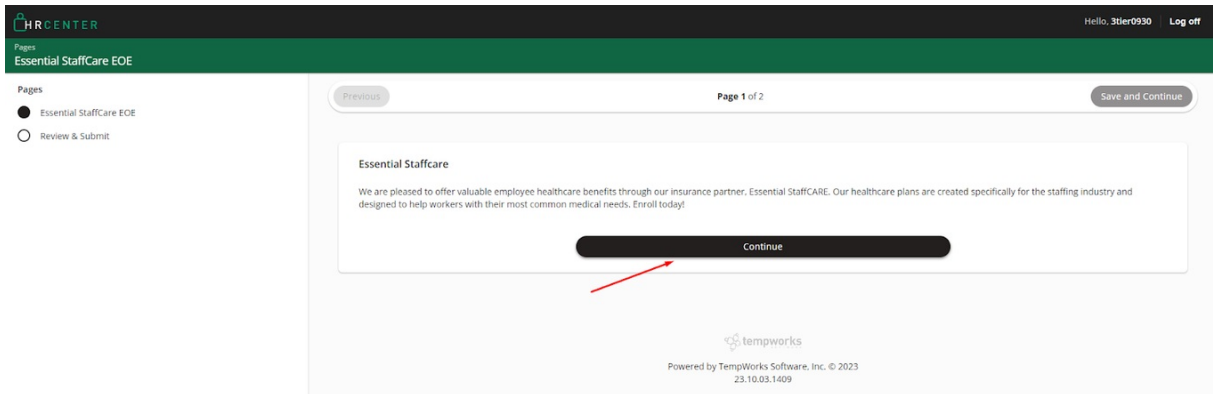 HRCENTER
Hello, 3tier0930 Log off
Pages
Essential StaffCare EOE
Pages
Essential StaffCare EOE
Review & Submit
Previous
Page 1 of 2
Save and Continue
Essential Staffcare
We are pleased to offer valuable employee healthcare benefits through our insurance partner. Essential StaffCARE. Our healthcare plans are created specifically for the staffing industry and
designed to help workers with their most common medical needs. Enroll today!
Continue
tempworks
Powered by TempWorks Software, Inc. © 2023
23.10.03.1409